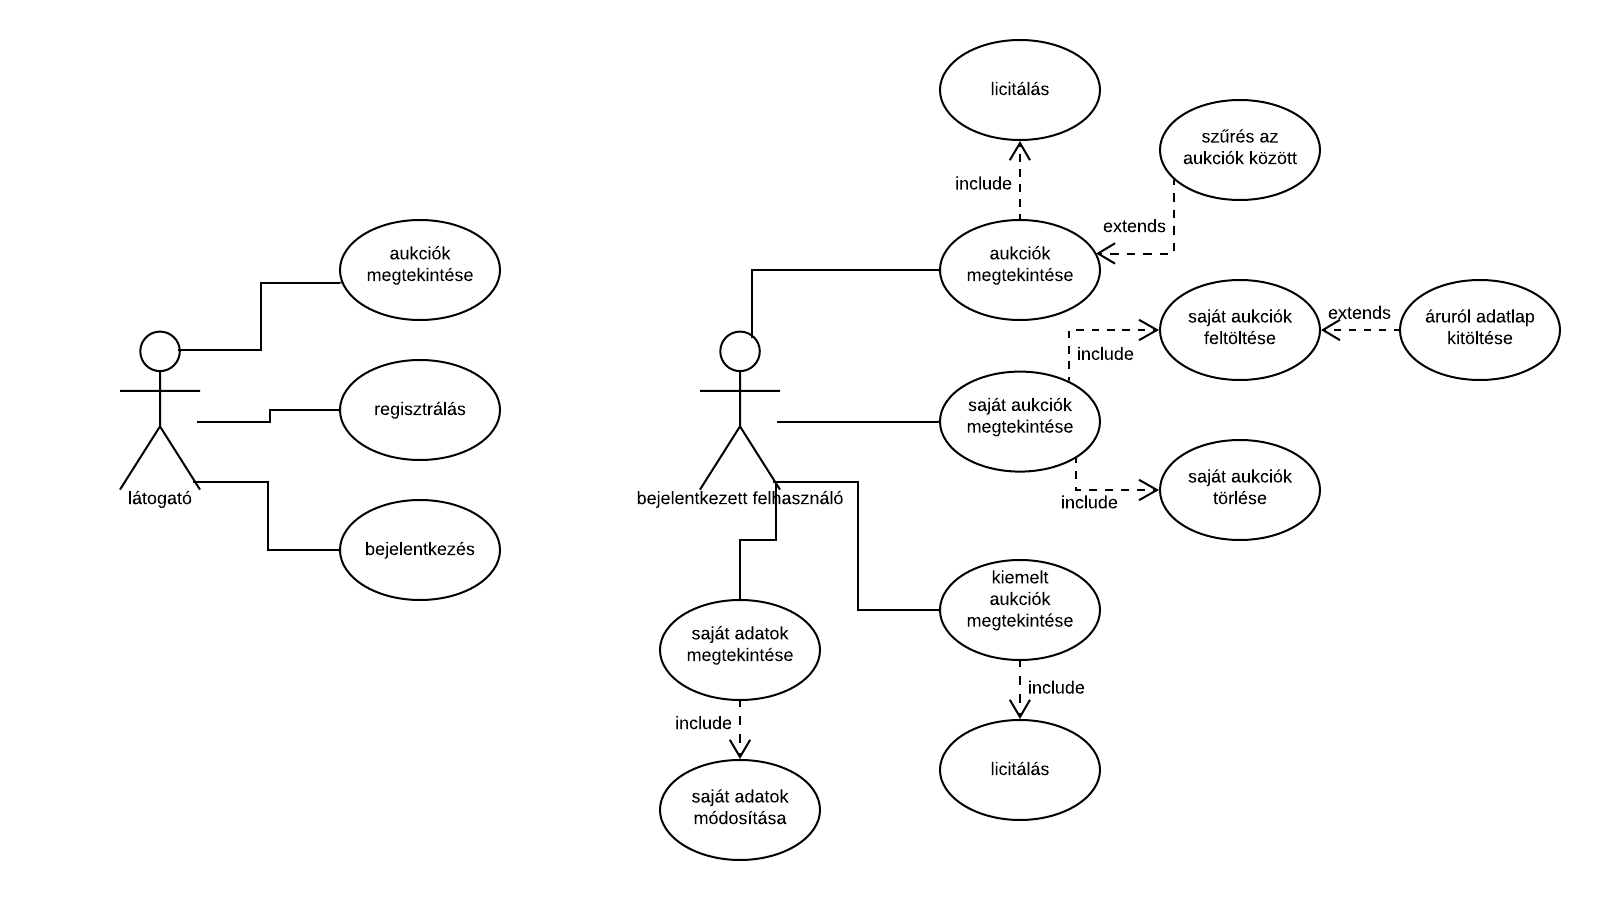 licitálás
szűrés az
aukciók között
include
extends
aukciók
megtekintése
aukciók
megtekintése
saját aukciók
feltöltése
extends
áruról adatlap
kitöltése
include
regisztrálás
saját aukciók
megtekintése
saját aukciók
törlése
include
látogató
bejelentkezett felhasználó
bejelentkezés
kiemelt
aukciók
megtekintése
saját adatok
megtekintése
include
include
licitálás
saját adatok
módosítása